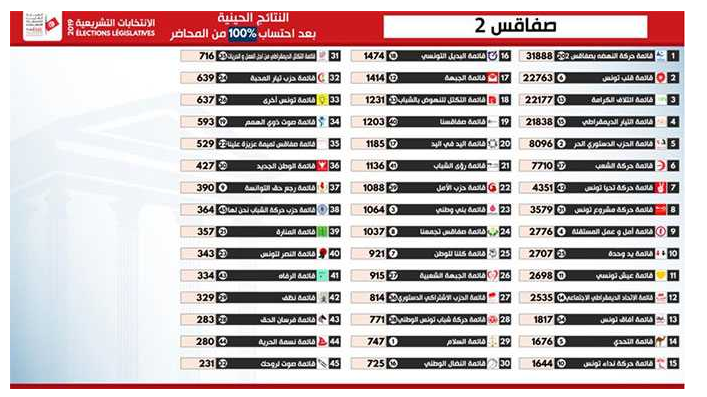 صفاقس 2
النتائج الحينية
بعد احتساب 100% من المحاضر
الانتخابات التشريعية 2019
ÉLECTIONS LÉGISLATIVES
1 قائمة حركة النهضه بصفاقس 2 31888
2 قائمة قلب تونس 6 22763
3 قائمة ائتلاف الكرامة 22177
4 قائمة التيار الديمقراطي 21838
5 قائمة الحزب الدستوري الحر 8096
6 قائمة حركة الشعب 7710
7 قائمة حركة تحيا تونس 4351
8 قائمة حركة مشروع تونس 3579
9 قائمة أمل و عمل المستقلة 2776
10 قائمة يد وحدة 2707
11 قائمة عيش تونسي 2698
12 قائمة الاتحاد الديمقراطي الاجتماعي 2535
13 قائمة آفاق تونس 1817
14 قائمة التحدي 1676
15 قائمة حركة نداء تونس 1644
16 قائمة البديل التونسي 1474
17 قائمة الجبهة 1414
18 قائمة التكتل للنهوض بالشباب 1231
19 قائمة صفاقسنا 1203
20 قائمة اليد في اليد 1185
21 قائمة رؤى الشباب 1136
22 قائمة حزب الأمل 1088
23 قائمة بني وطني 1064
24 قائمة صفاقس تجمعنا 1037
25 قائمة كلنا للوطن 921
26 قائمة الجبهة الشعبية 915
27 قائمة الحزب الاشتراكي الدستوري 814
28 قائمة حركة شباب تونس الوطني 771
29 قائمة السلام 747
30 قائمة النضال الوطني 725
31 قائمة التكتل الديمقراطي من اجل العمل و الحريات 716
32 قائمة حزب تيار المحبة 639
33 قائمة تونس أخرى 637
34 قائمة صوت ذوي الهمم 593
35 قائمة صفاقس لميمة عزيزة علينا 529
36 قائمة الوطن الجديد 427
37 قائمة رجع حق التوانسة 390
38 قائمة حزب حركة الشباب نحن لها 364
39 قائمة المنارة 357
40 قائمة النصر لتونس 343
41 قائمة الرفاه 334
42 قائمة نظف 329
43 قائمة فرسان الحق 283
44 قائمة نسمة الحرية 280
45 قائمة صوت لروحك 231